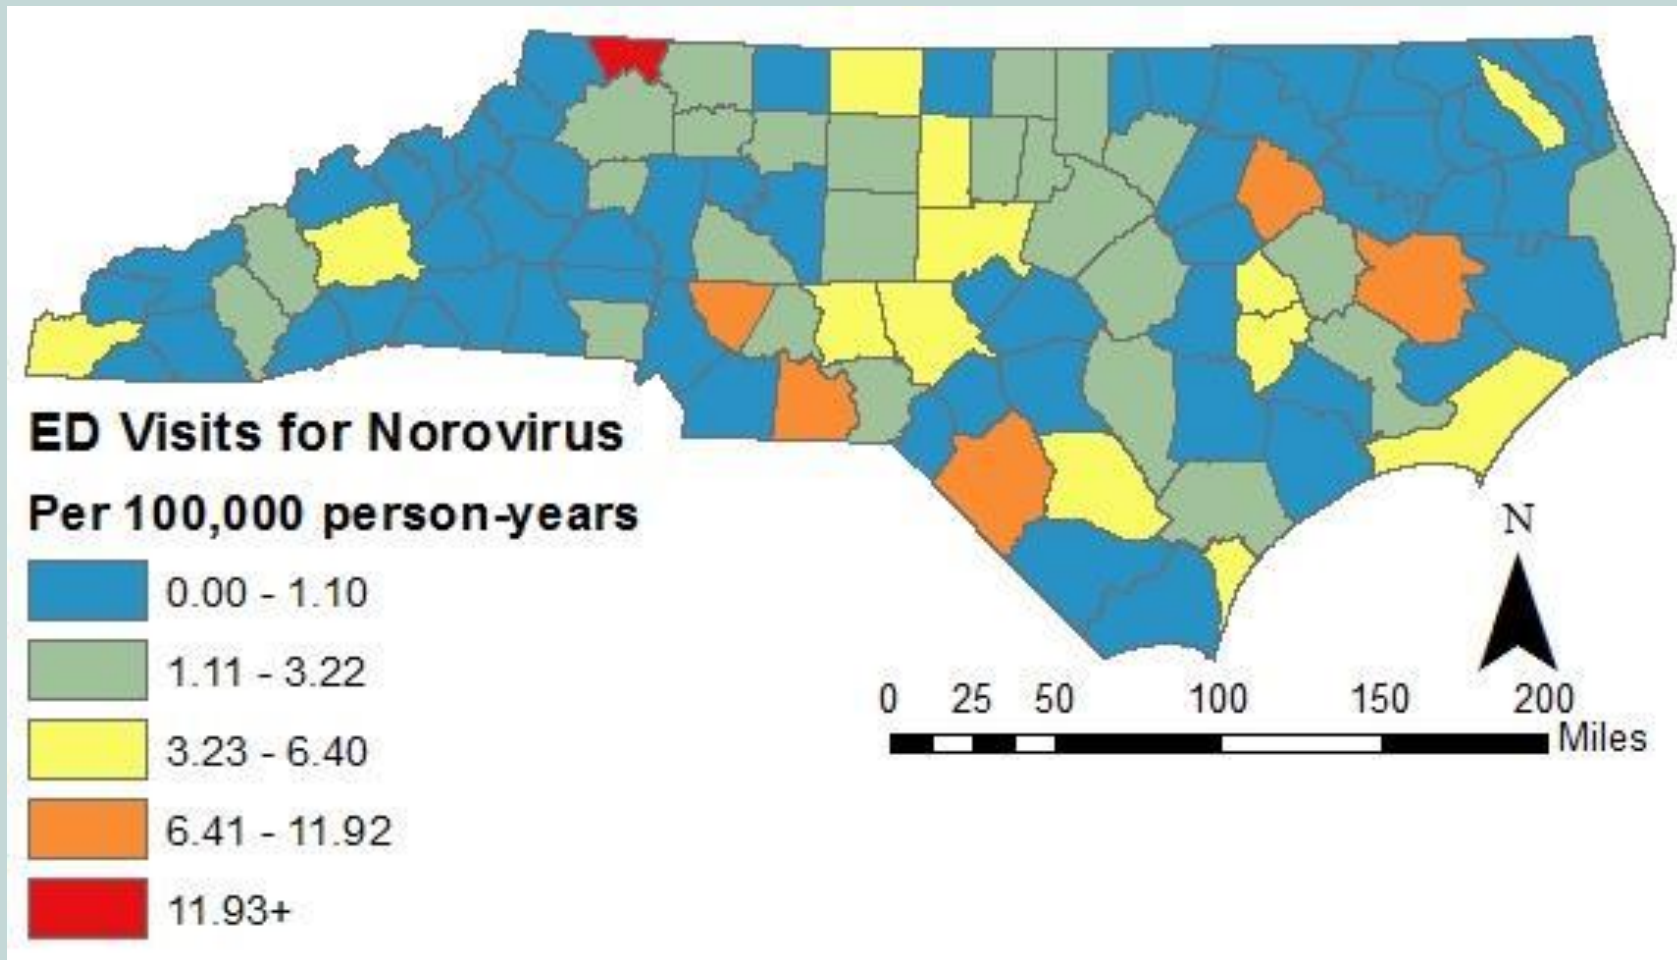 ED Visits for Norovirus
Per 100,000 person-years
0.00 - 1.10
1.11 - 3.22
3.23 - 6.40
6.41 - 11.92
11.93+
N
0 25 50 100 150 200
Miles